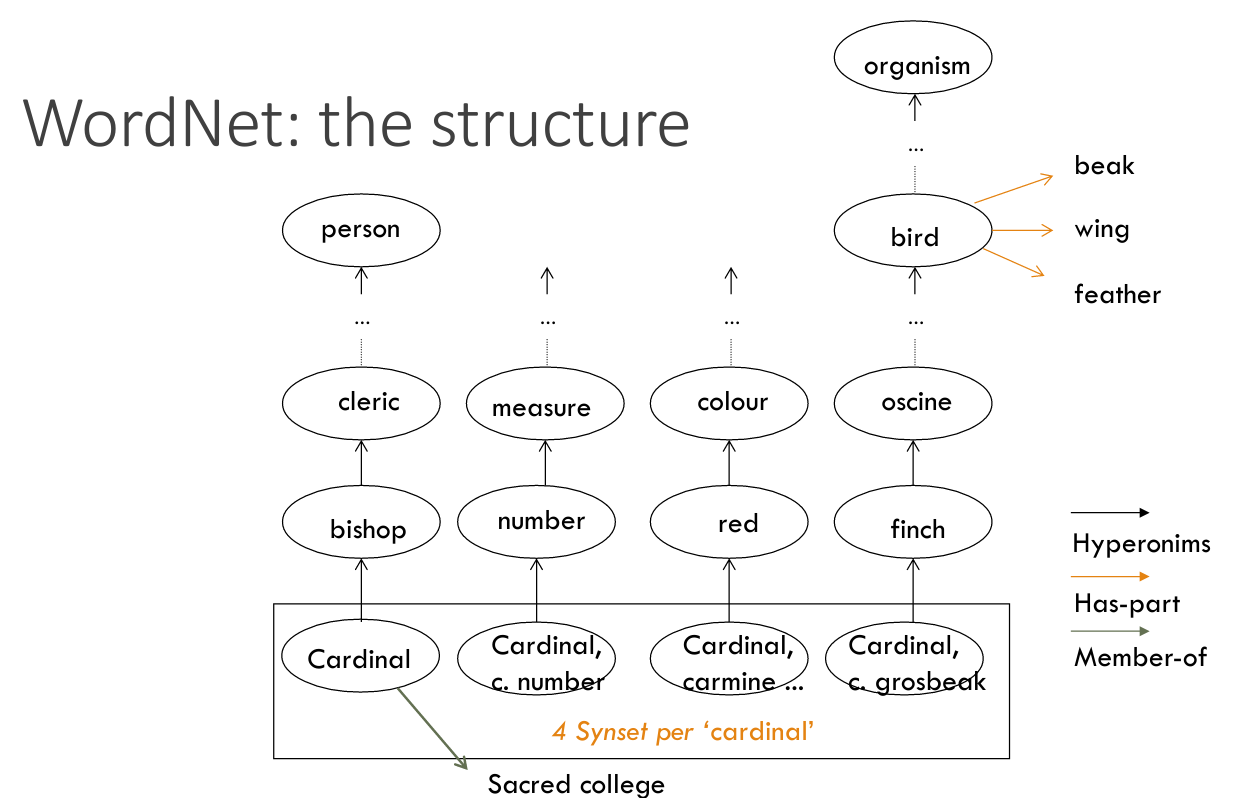 WordNet: the structure
organism
...
beak
person
bird
wing
feather
...
...
...
...
cleric
measure
colour
oscine
bishop
number
red
finch
Hyperonims
Has-part
Member-of
Cardinal
Cardinal,
c. number
Cardinal,
carmine ...
Cardinal,
c. grosbeak
4 Synset per ‘cardinal’
Sacred college